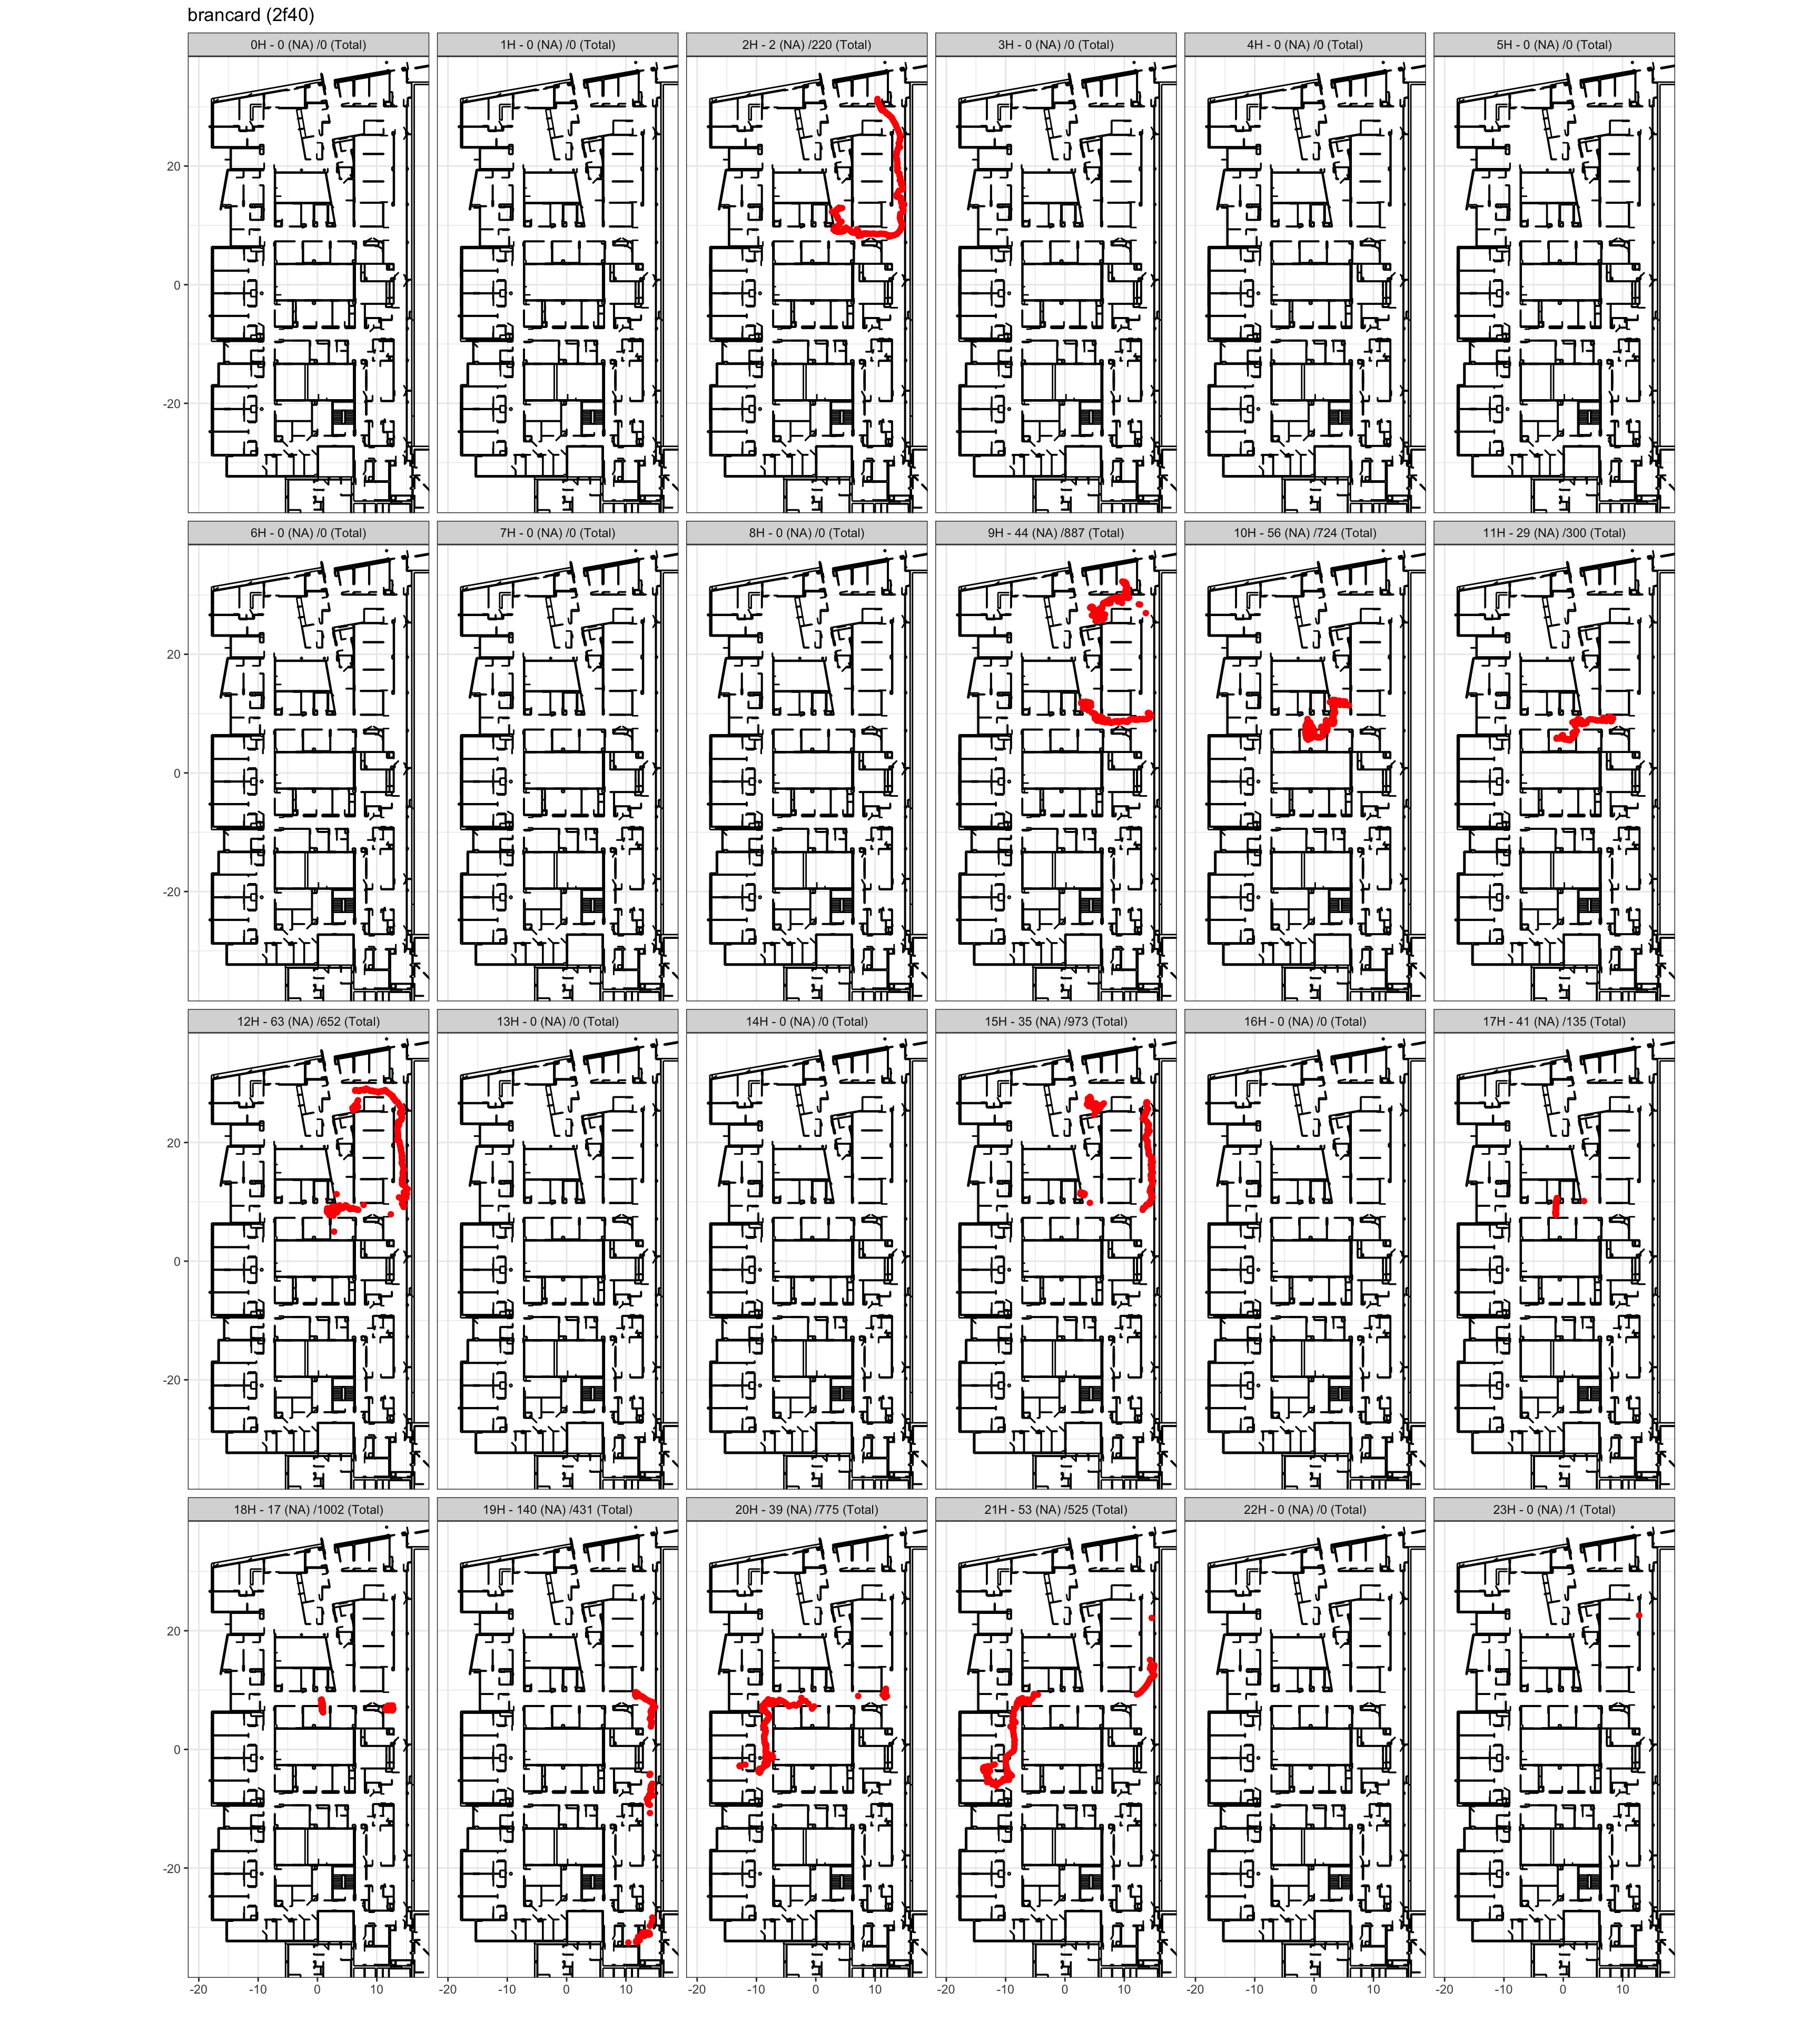 brancard (2f40)
0H - 0 (NA) /0 (Total) 1H - 0 (NA) /0 (Total) 2H - 2 (NA) /220 (Total) 3H - 0 (NA) /0 (Total) 4H - 0 (NA) /0 (Total) 5H - 0 (NA) /0 (Total)
20
0
-20
6H - 0 (NA) /0 (Total) 7H - 0 (NA) /0 (Total) 8H - 0 (NA) /0 (Total) 9H - 44 (NA) /887 (Total) 10H - 56 (NA) /724 (Total) 11H - 29 (NA) /300 (Total)
20
0
-20
12H - 63 (NA) /652 (Total) 13H - 0 (NA) /0 (Total) 14H - 0 (NA) /0 (Total) 15H - 35 (NA) /973 (Total) 16H - 0 (NA) /0 (Total) 17H - 41 (NA) /135 (Total)
20
0
-20
18H - 17 (NA) /1002 (Total) 19H - 140 (NA) /431 (Total) 20H - 39 (NA) /775 (Total) 21H - 53 (NA) /525 (Total) 22H - 0 (NA) /0 (Total) 23H - 0 (NA) /1 (Total)
20
0
-20
-20 -10 0 10 -20 -10 0 10 -20 -10 0 10 -20 -10 0 10 -20 -10 0 10 -20 -10 0 10